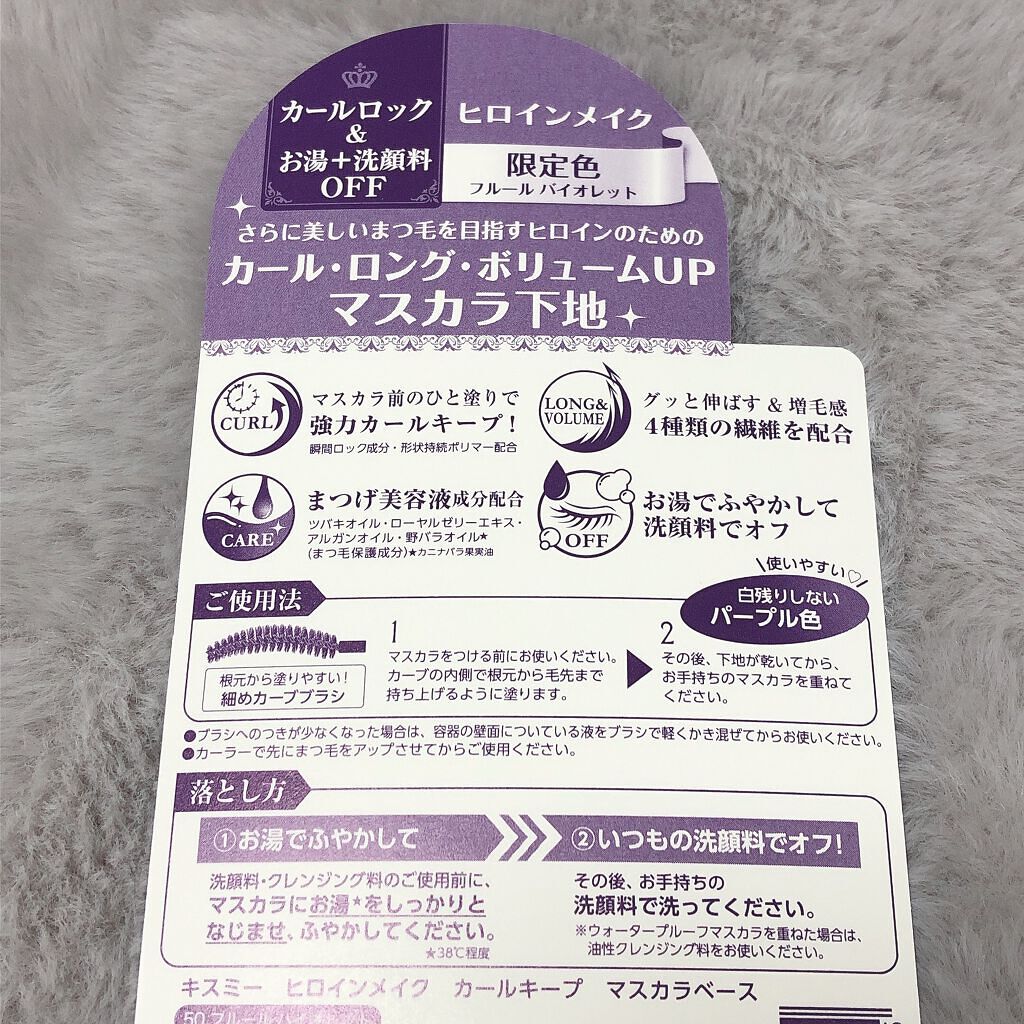 カールロック
&
お湯＋洗顔料
OFF
ヒロインメイク
限定色
フルール バイオレット
さらに美しいまつ毛を目指すヒロインのための
カール・ロング・ボリュームUP
マスカラ下地
CURL
マスカラ前のひと塗りで
強力カールキープ！
瞬間ロック成分・形状持続ポリマー配合
LONG&
VOLUME
グッと伸ばす & 増毛感
4種類の繊維を配合
CARE
まつげ美容液成分配合
ツバキオイル・ローヤルゼリーエキス・
アルガンオイル・野バラオイル★
(まつ毛保護成分)★カニナバラ果実油
OFF
お湯でふやかして
洗顔料でオフ
\使いやすい♡/
白残りしない
パープル色
ご使用法
根元から塗りやすい！
細めカーブブラシ
1
マスカラをつける前にお使いください。
カーブの内側で根元から毛先まで
持ち上げるように塗ります。
2
その後、下地が乾いてから、
お手持ちのマスカラを重ねて
ください。
●ブラシへのつきが少なくなった場合は、容器の壁面についている液をブラシで軽くかき混ぜてからお使いください。
●カーラーで先にまつ毛をアップさせてからご使用ください。
落とし方
①お湯でふやかして
洗顔料・クレンジング料のご使用前に、
マスカラにお湯★をしっかりと
なじませ、ふやかしてください。
★38℃程度
②いつもの洗顔料でオフ！
その後、お手持ちの
洗顔料で洗ってください。
※ウォータープルーフマスカラを重ねた場合は、
油性クレンジング料をお使いください。
キスミー ヒロインメイク カールキープ マスカラベース
50 フルール バイオレット